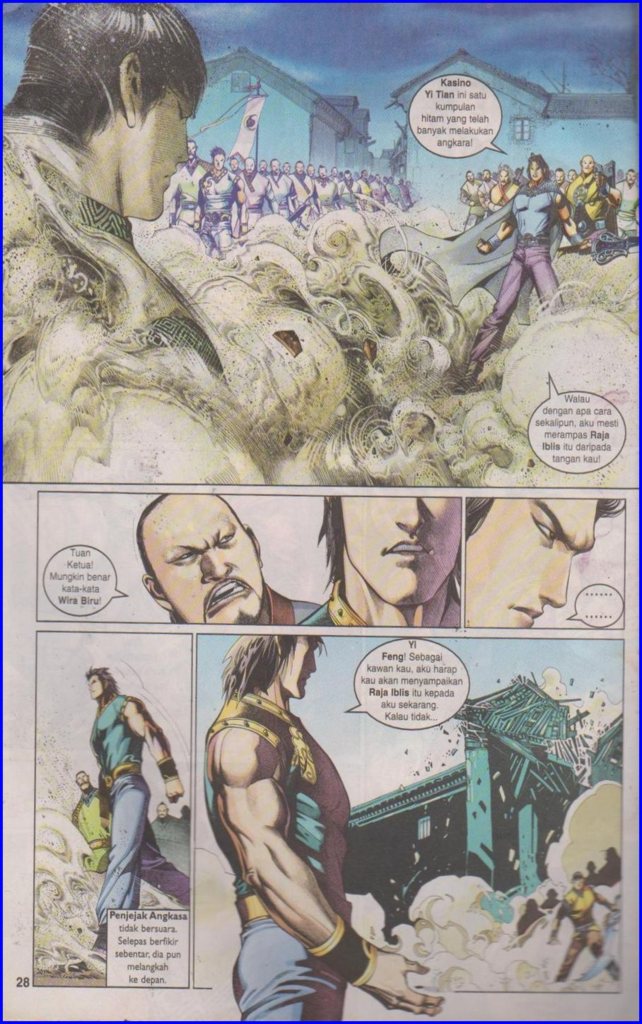 Kasino
Yi Tian ini satu
kumpulan
hitam yang telah
banyak melakukan
angkara!
Walau
dengan apa cara
sekalipun, aku mesti
merampas Raja
Iblis itu daripada
tangan kau!
Tuan
Ketua!
Mungkin benar
kata-kata
Wira Biru!
......
......
Penjejak Angkasa
tidak bersuara.
Selepas berfikir
sebentar, dia pun
melangkah
ke depan.
Yi
Feng! Sebagai
kawan kau, aku harap
kau akan menyampaikan
Raja Iblis itu kepada
aku sekarang.
Kalau tidak...
28